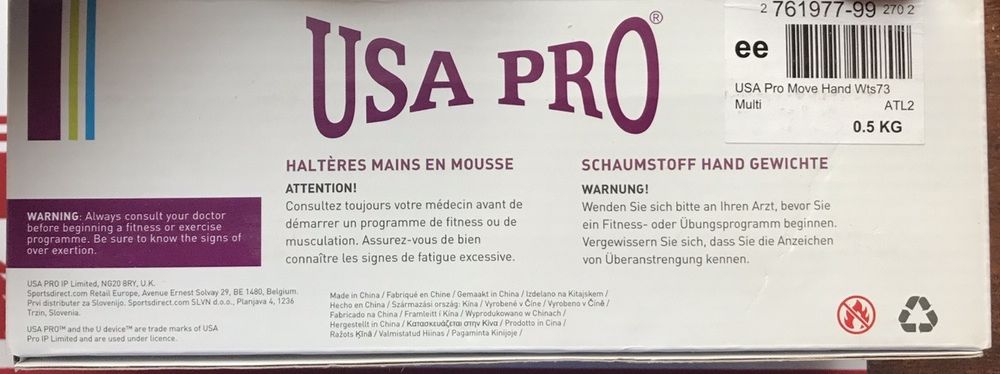 USA PRO®
2 761977-99 270 2
ee
USA Pro Move Hand Wts73
Multi ATL2
0.5 KG
HALTÈRES MAINS EN MOUSSE
ATTENTION!
Consultez toujours votre médecin avant de
démarrer un programme de fitness ou de
musculation. Assurez-vous de bien
connaître les signes de fatigue excessive.
SCHAUMSTOFF HAND GEWICHTE
WARNUNG!
Wenden Sie sich bitte an Ihren Arzt, bevor Sie
ein Fitness- oder Übungsprogramm beginnen.
Vergewissern Sie sich, dass Sie die Anzeichen
von Überanstrengung kennen.
WARNING: Always consult your doctor
before beginning a fitness or exercise
programme. Be sure to know the signs of
over exertion.
USA PRO IP Limited, NG20 8RY, U.K.
Sportsdirect.com Retail Europe, Avenue Ernest Solvay 29, BE 1480, Belgium.
Prvi distributer za Slovenijo. Sportsdirect.com SLVN d.o.o., Planjava 4, 1236
Trzin, Slovenia.
USA PRO™ and the U device™ are trade marks of USA
Pro IP Limited and are used under licence.
Made in China / Fabriqué en Chine / Gemaakt in China / Izdelano na Kitajskem /
Hecho en China / Származási ország: Kína / Vyrobené v Číne / Vyrobeno v Číně /
Fabricado na China / Framleitt í Kína / Wyprodukowano w Chinach /
Hergestellt in China / Κατασκευάζεται στην Κίνα / Prodotto in Cina /
Ražots Ķīnā / Valmistatud Hiinas / Pagaminta Kinijoje /